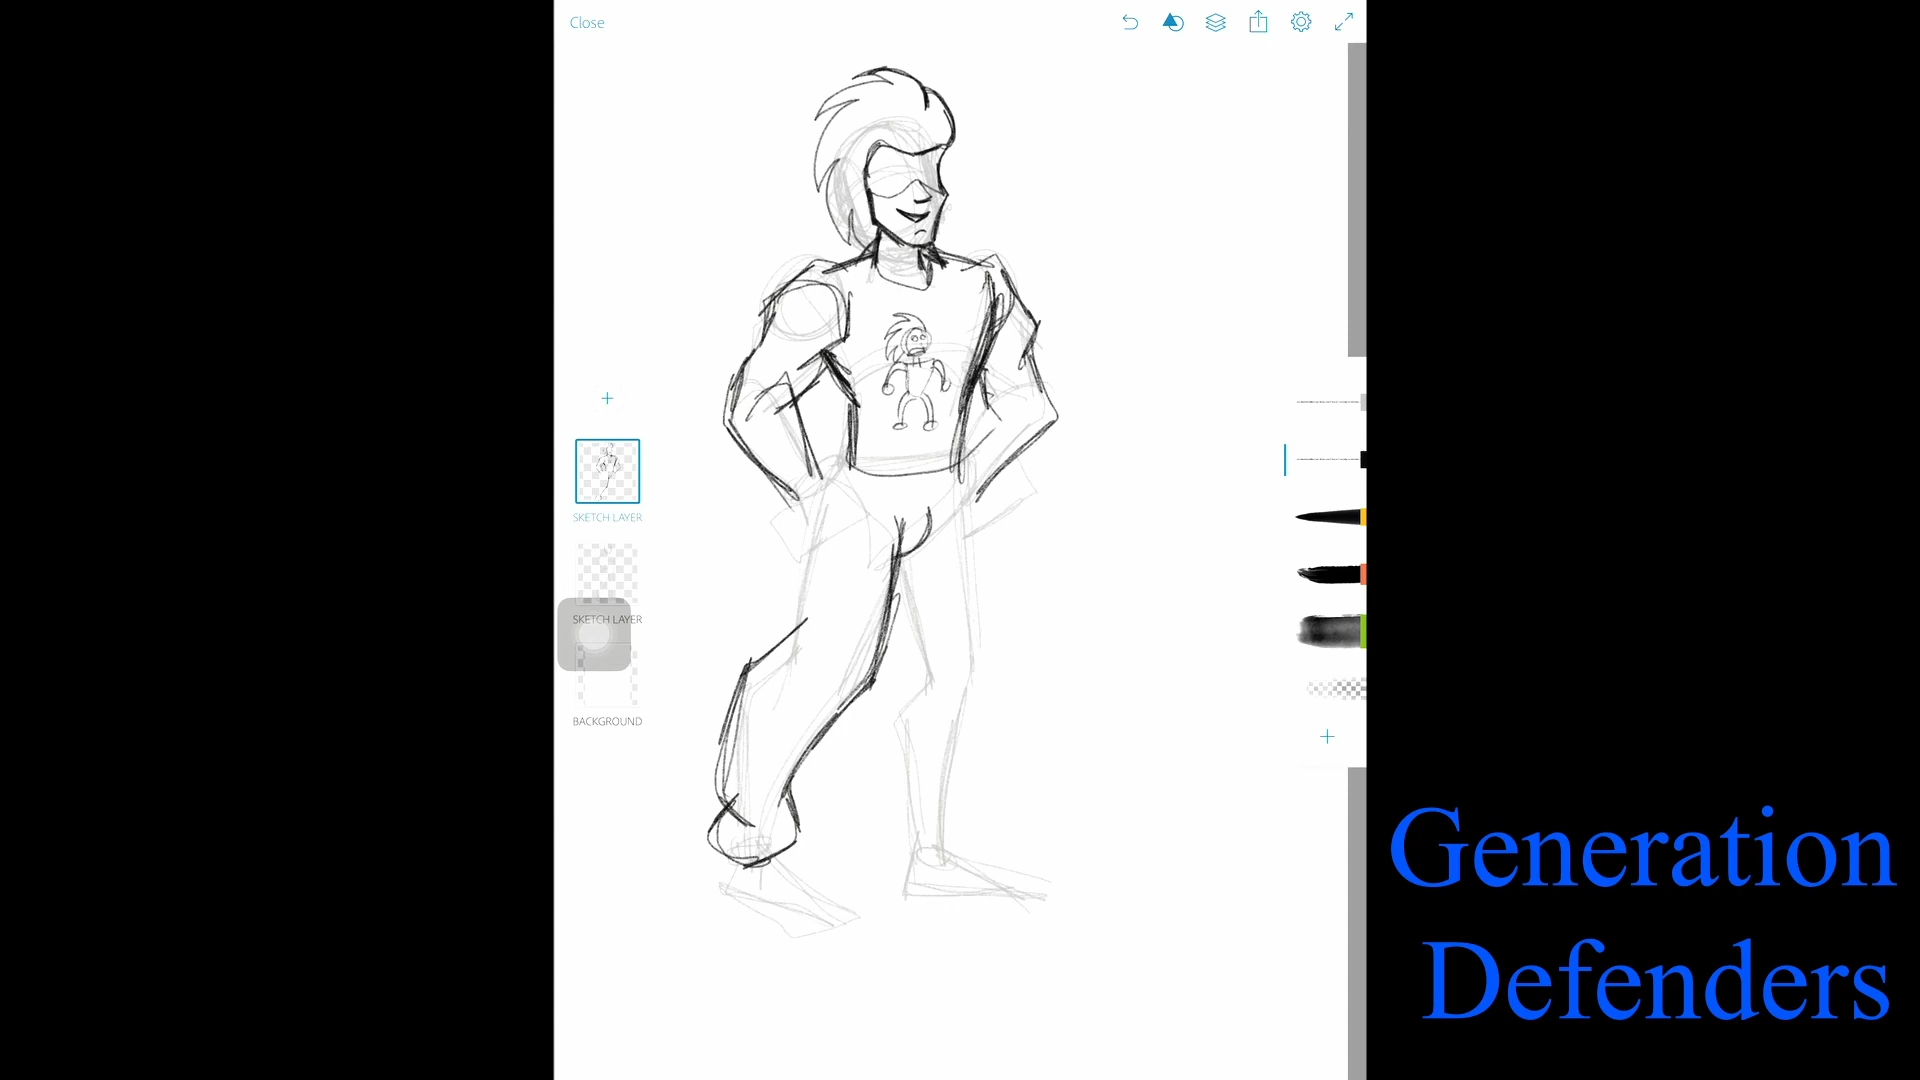 Close
SKETCH LAYER
SKETCH LAYER
BACKGROUND
Generation
Defenders